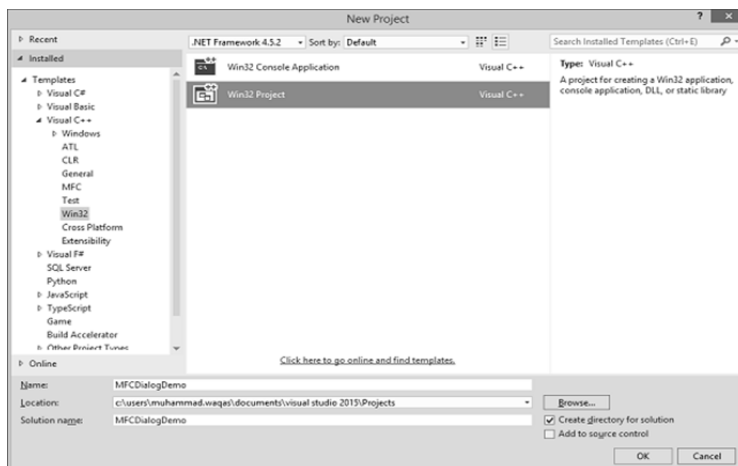 New Project
? ×
Recent
.NET Framework 4.5.2 Sort by: Default
Search Installed Templates (Ctrl+E)
Installed
Templates
Visual C#
Visual Basic
Visual C++
Windows
ATL
CLR
General
MFC
Test
Win32
Cross Platform
Extensibility
Visual F#
SQL Server
Python
JavaScript
TypeScript
Game
Build Accelerator
Other Project Types
Online
Win32 Console Application Visual C++
Win32 Project Visual C++
Type: Visual C++
A project for creating a Win32 application,
console application, DLL, or static library
Click here to go online and find templates.
Name: MFCDialogDemo
Location: c:\users\muhammad.waqas\documents\visual studio 2015\Projects
Browse...
Solution name: MFCDialogDemo
Create directory for solution
Add to source control
OK Cancel